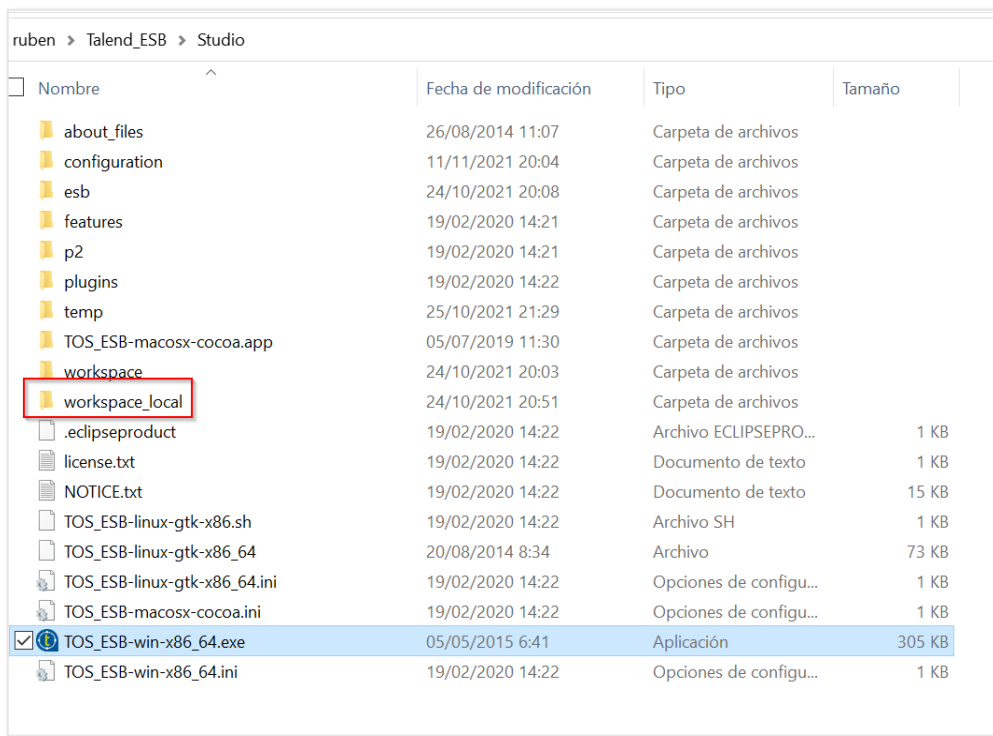 ruben > Talend_ESB > Studio
Nombre Fecha de modificación Tipo Tamaño
about_files 26/08/2014 11:07 Carpeta de archivos
configuration 11/11/2021 20:04 Carpeta de archivos
esb 24/10/2021 20:08 Carpeta de archivos
features 19/02/2020 14:21 Carpeta de archivos
p2 19/02/2020 14:21 Carpeta de archivos
plugins 19/02/2020 14:22 Carpeta de archivos
temp 25/10/2021 21:29 Carpeta de archivos
TOS_ESB-macosx-cocoa.app 05/07/2019 11:30 Carpeta de archivos
workspace 24/10/2021 20:03 Carpeta de archivos
workspace_local 24/10/2021 20:51 Carpeta de archivos
.eclipseproduct 19/02/2020 14:22 Archivo ECLIPSEPRO... 1 KB
license.txt 19/02/2020 14:22 Documento de texto 1 KB
NOTICE.txt 19/02/2020 14:22 Documento de texto 15 KB
TOS_ESB-linux-gtk-x86.sh 19/02/2020 14:22 Archivo SH 1 KB
TOS_ESB-linux-gtk-x86_64 20/08/2014 8:34 Archivo 73 KB
TOS_ESB-linux-gtk-x86_64.ini 19/02/2020 14:22 Opciones de configu... 1 KB
TOS_ESB-macosx-cocoa.ini 19/02/2020 14:22 Opciones de configu... 1 KB
TOS_ESB-win-x86_64.exe 05/05/2015 6:41 Aplicación 305 KB
TOS_ESB-win-x86_64.ini 19/02/2020 14:22 Opciones de configu... 1 KB